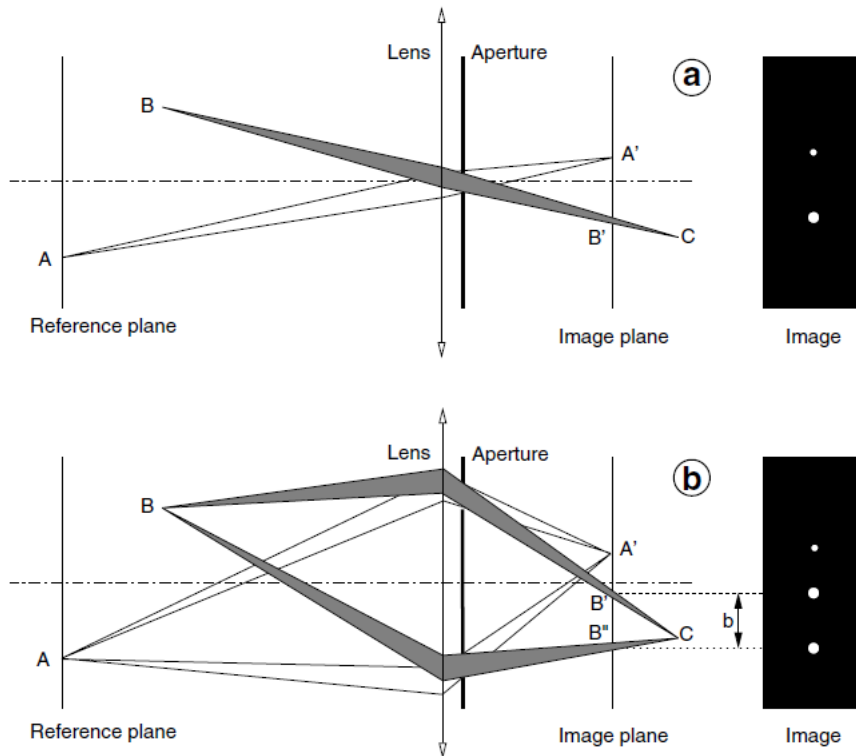 Lens Aperture
a
B
A'
A
B' C
Reference plane
Image plane
Image
Lens Aperture
b
B
A'
B'
b
B"
C
A
Reference plane
Image plane
Image